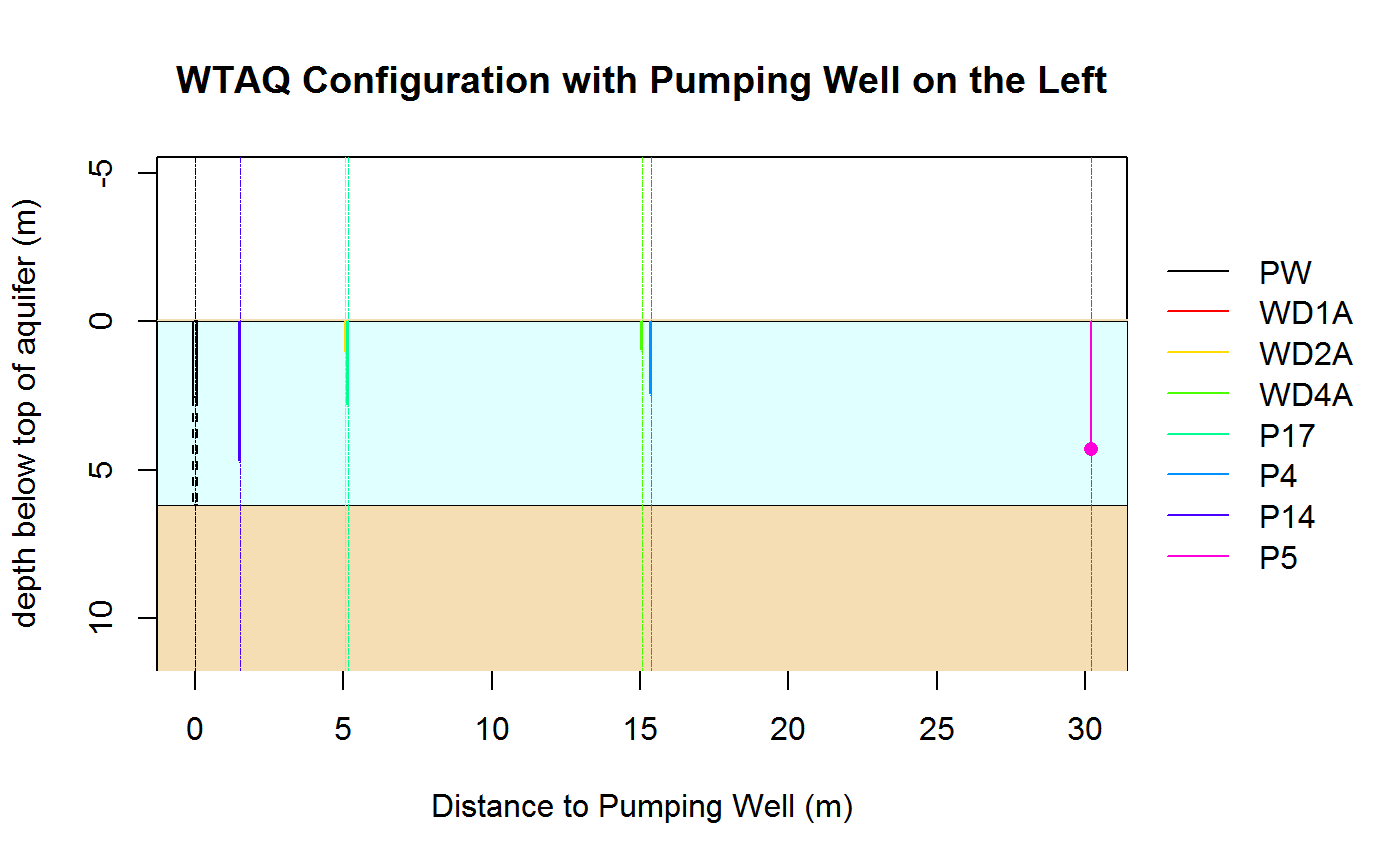 WTAQ Configuration with Pumping Well on the Left
depth below top of aquifer (m)
-5
0
5
10
0 5 10 15 20 25 30
Distance to Pumping Well (m)
PW
WD1A
WD2A
WD4A
P17
P4
P14
P5